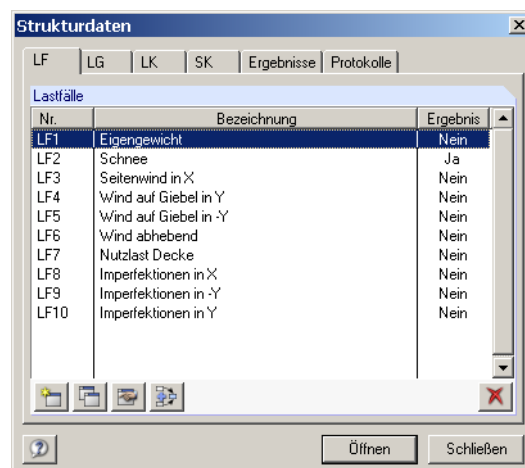 Strukturdaten
LF LG LK SK Ergebnisse Protokolle
Lastfälle
Nr. Bezeichnung Ergebnis
LF1 Eigengewicht Nein
LF2 Schnee Ja
LF3 Seitenwind in X Nein
LF4 Wind auf Giebel in Y Nein
LF5 Wind auf Giebel in -Y Nein
LF6 Wind abhebend Nein
LF7 Nutzlast Decke Nein
LF8 Imperfektionen in X Nein
LF9 Imperfektionen in -Y Nein
LF10 Imperfektionen in Y Nein
Öffnen Schließen